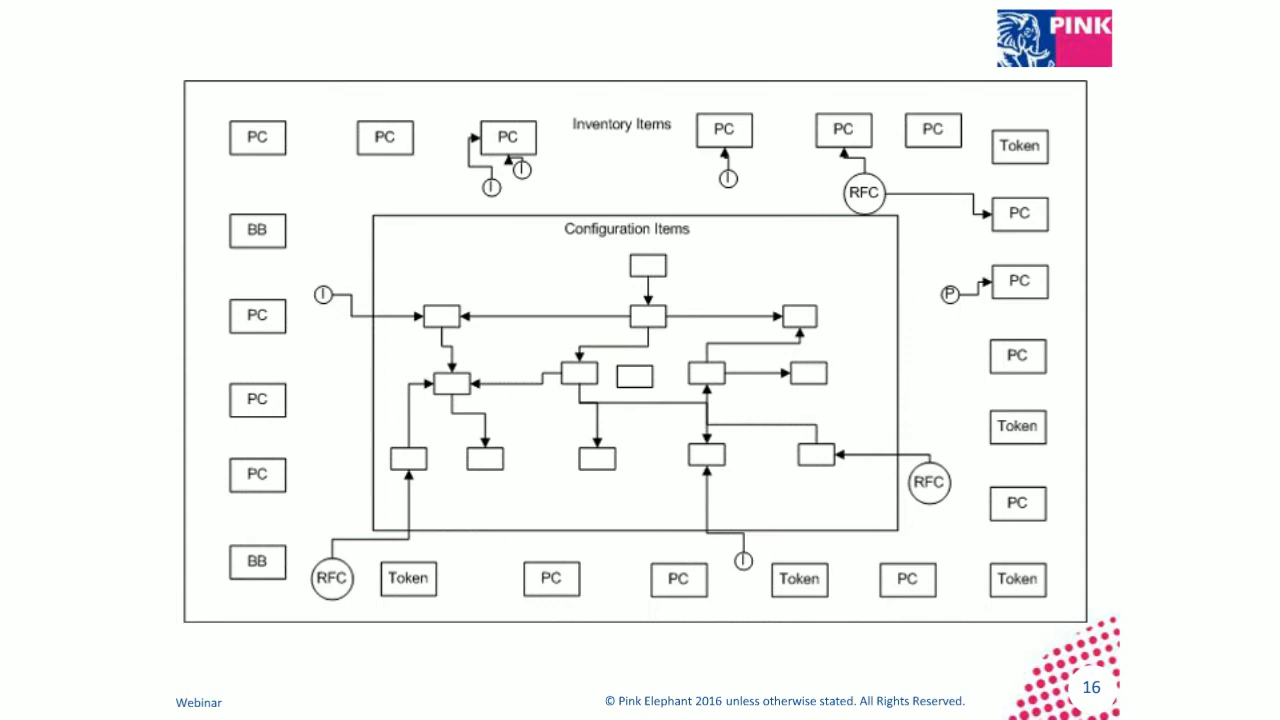 PINK
Inventory Items
PC
PC
PC
PC
PC
PC
Token
I
I
I
RFC
PC
BB
Configuration Items
I
P
PC
PC
PC
PC
Token
PC
RFC
PC
BB
RFC
Token
PC
PC
I
Token
PC
Token
PC
Webinar
© Pink Elephant 2016 unless otherwise stated. All Rights Reserved.
16